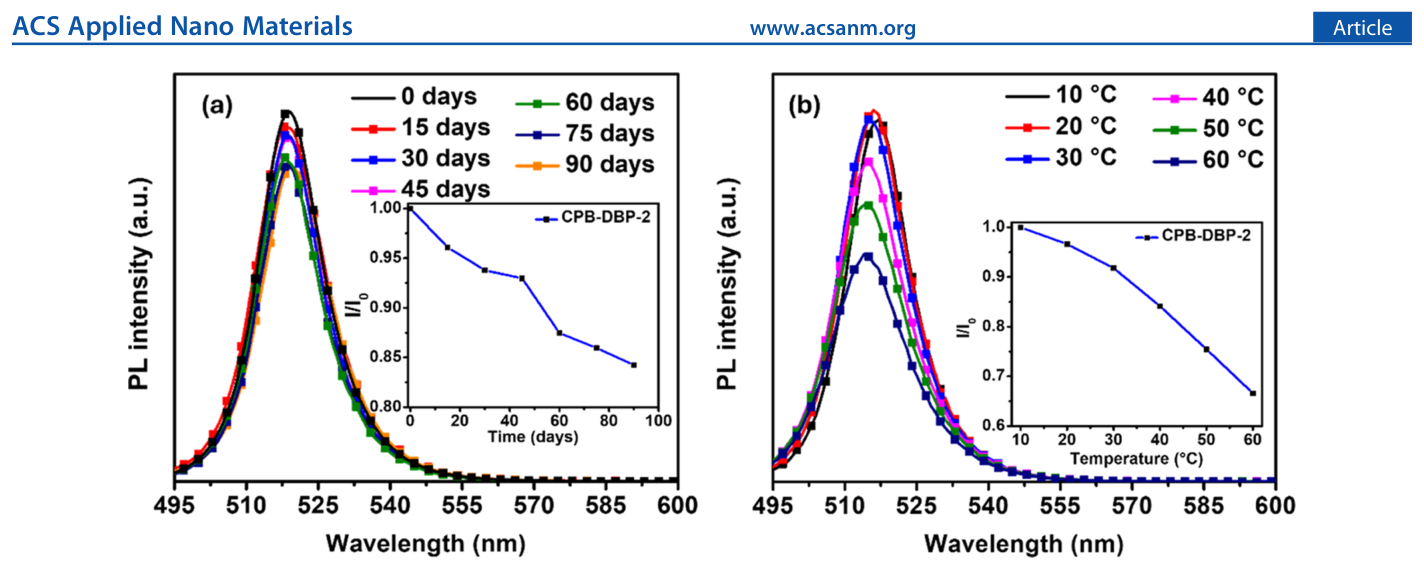 ACS Applied Nano Materials www.acsanm.org Article
(a)
0 days
15 days
30 days
45 days
60 days
75 days
90 days
PL intensity (a.u.)
I/I0
1.00
0.95
0.90
0.85
0.80
CPB-DBP-2
0 20 40 60 80 100
Time (days)
495 510 525 540 555 570 585 600
Wavelength (nm)
(b)
10 °C
20 °C
30 °C
40 °C
50 °C
60 °C
PL intensity (a.u.)
I/I0
1.0
0.9
0.8
0.7
0.6
CPB-DBP-2
10 20 30 40 50 60
Temperature (°C)
495 510 525 540 555 570 585 600
Wavelength (nm)